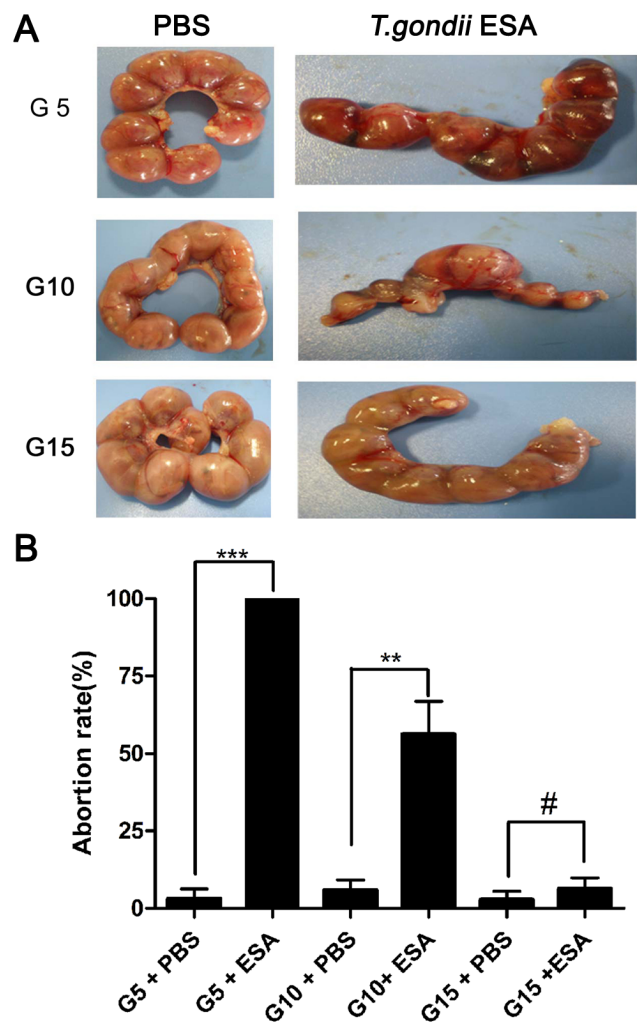 A
PBS
T.gondii ESA
G 5
G10
G15
B
***
**
#
100
75
50
25
0
Abortion rate(%)
G5 + PBS
G5 + ESA
G10 + PBS
G10+ ESA
G15 + PBS
G15 +ESA